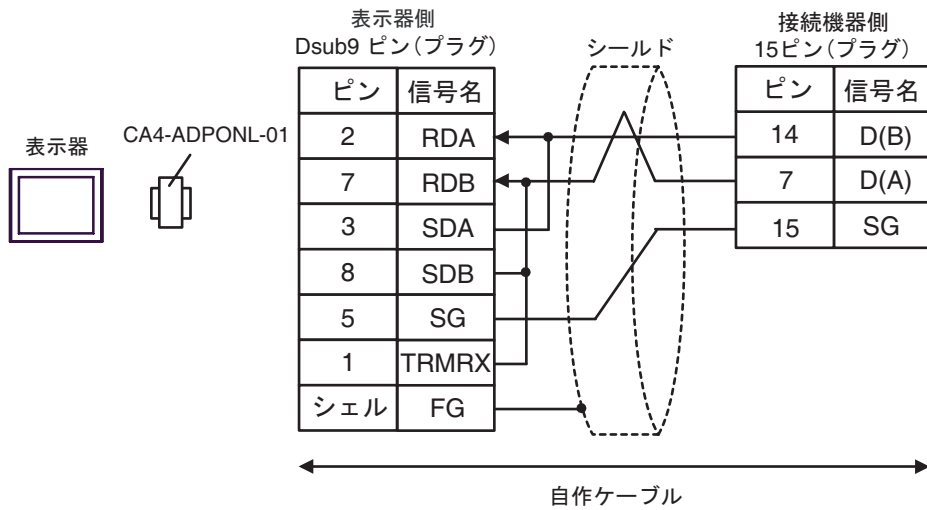 表示器側
Dsub9 ピン(プラグ)
シールド
接続機器側
15ピン(プラグ)
表示器
CA4-ADPONL-01
ピン 信号名
2 RDA
7 RDB
3 SDA
8 SDB
5 SG
1 TRMRX
シェル FG
ピン 信号名
14 D(B)
7 D(A)
15 SG
自作ケーブル